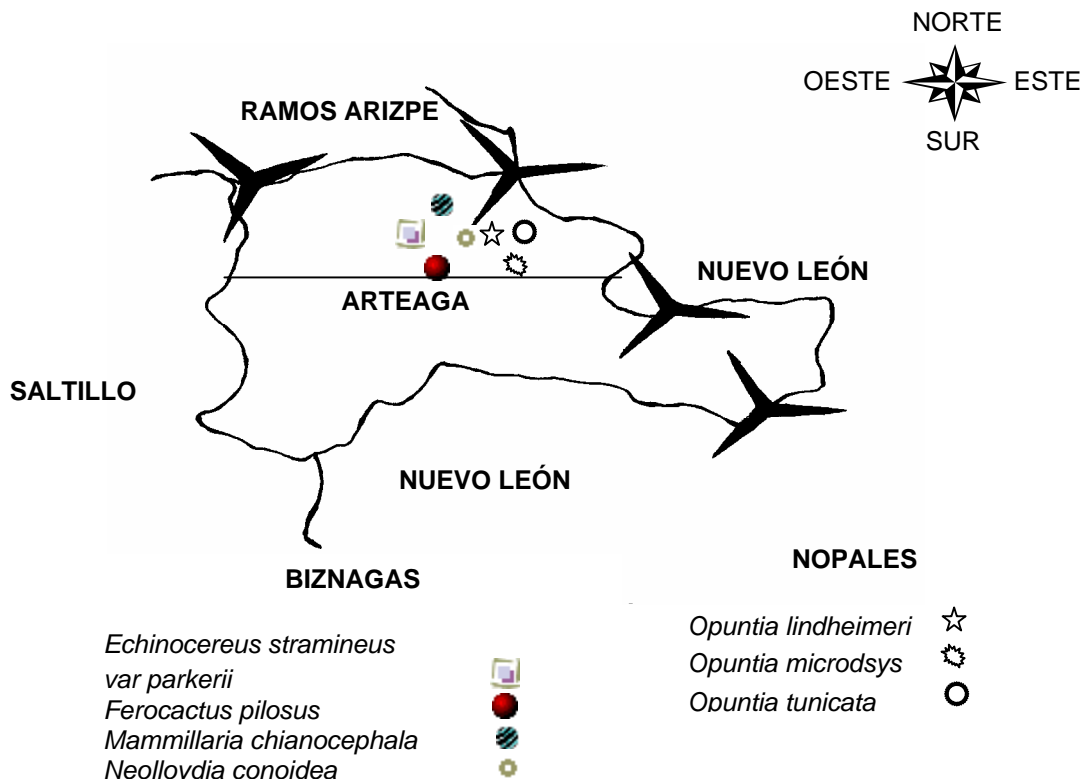 NORTE
OESTE ESTE
SUR
RAMOS ARIZPE
NUEVO LEÓN
ARTEAGA
SALTILLO
NUEVO LEÓN
NOPALES
BIZNAGAS
Echinocereus stramineus
var parkerii
Ferocactus pilosus
Mammillaria chianocephala
Neollovdia conoidea
Opuntia lindheimeri
Opuntia microdsys
Opuntia tunicata